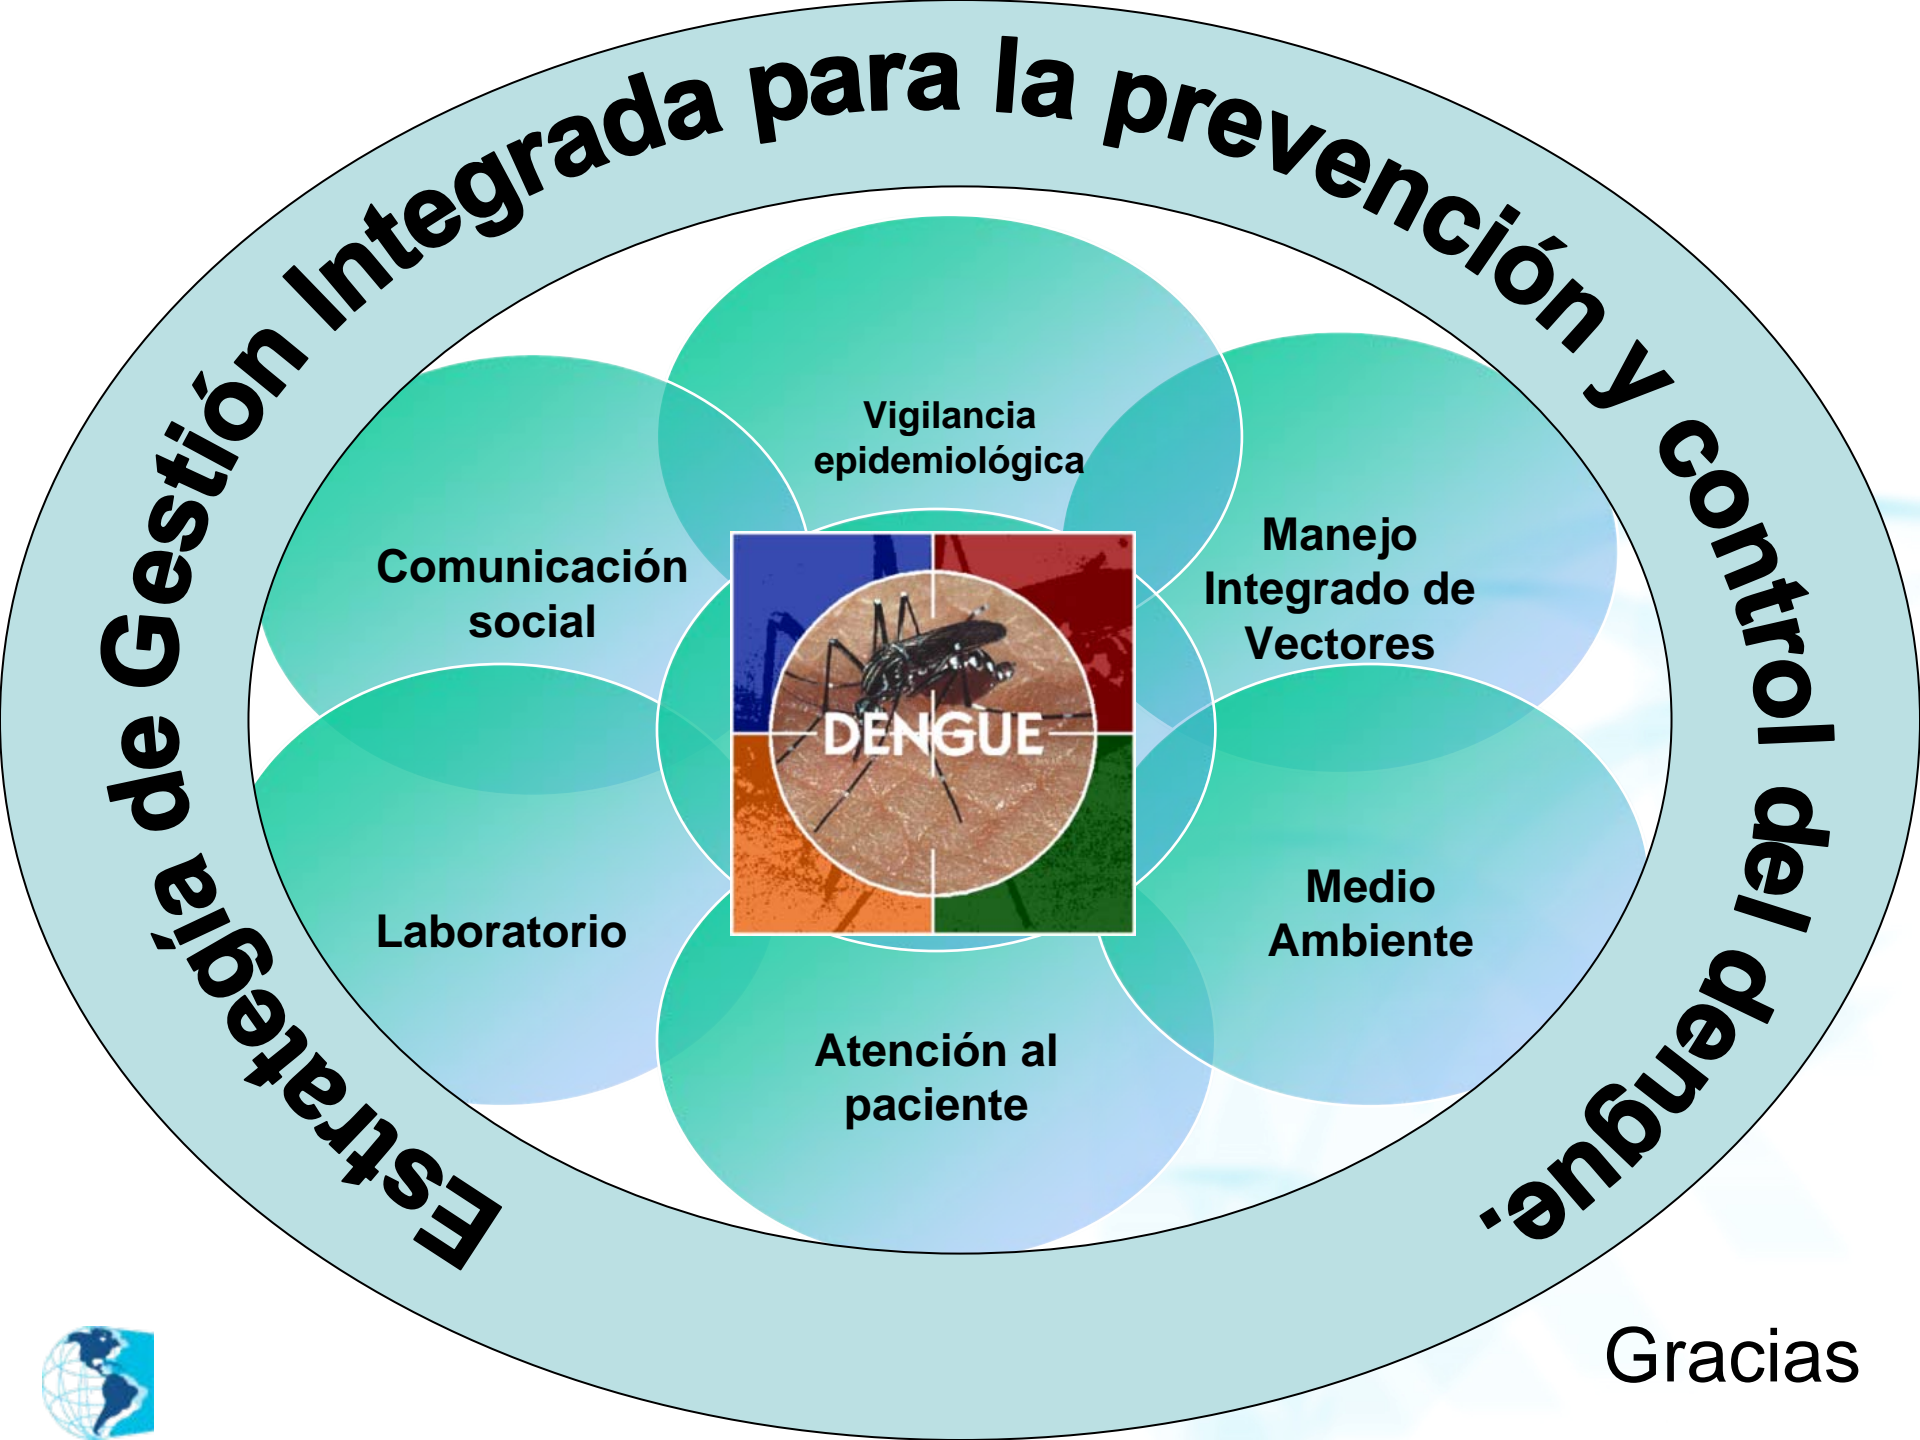 Estrategía de Gestión Integrada para la prevención y control del dengue.
Vigilancia
epidemiológica
Manejo
Integrado de
Vectores
Comunicación
social
DENGUE
Medio
Ambiente
Laboratorio
Atención al
paciente
Gracias